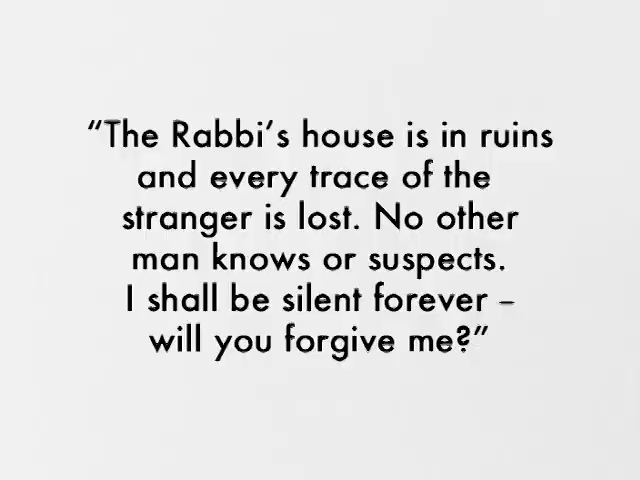 “The Rabbi’s house is in ruins
and every trace of the
stranger is lost. No other
man knows or suspects.
I shall be silent forever –
will you forgive me?”